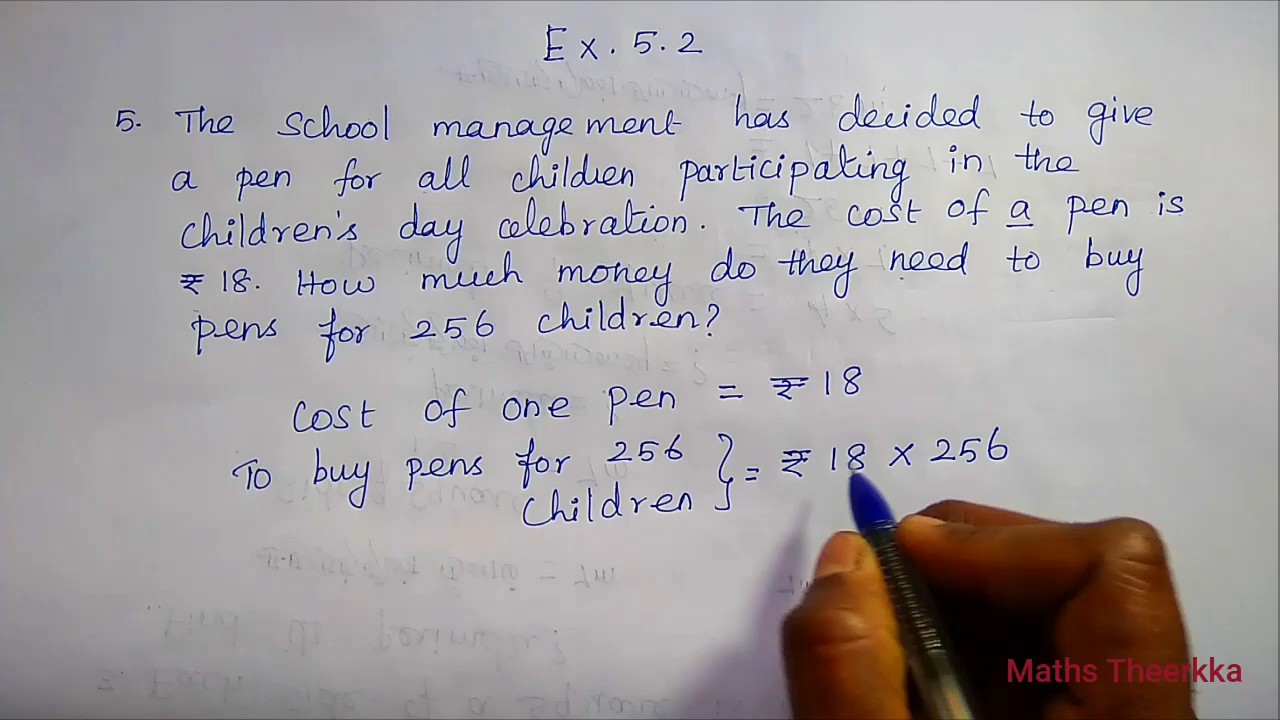 Ex. 5.2
5. The School management has decided to give
a pen for all children participating in the
children's day celebration. The cost of a pen is
₹ 18. How much money do they need to buy
pens for 256 children?
Cost of one pen = ₹ 18
To buy pens for 256 } = ₹ 18 × 256
Children
Maths Theerkka